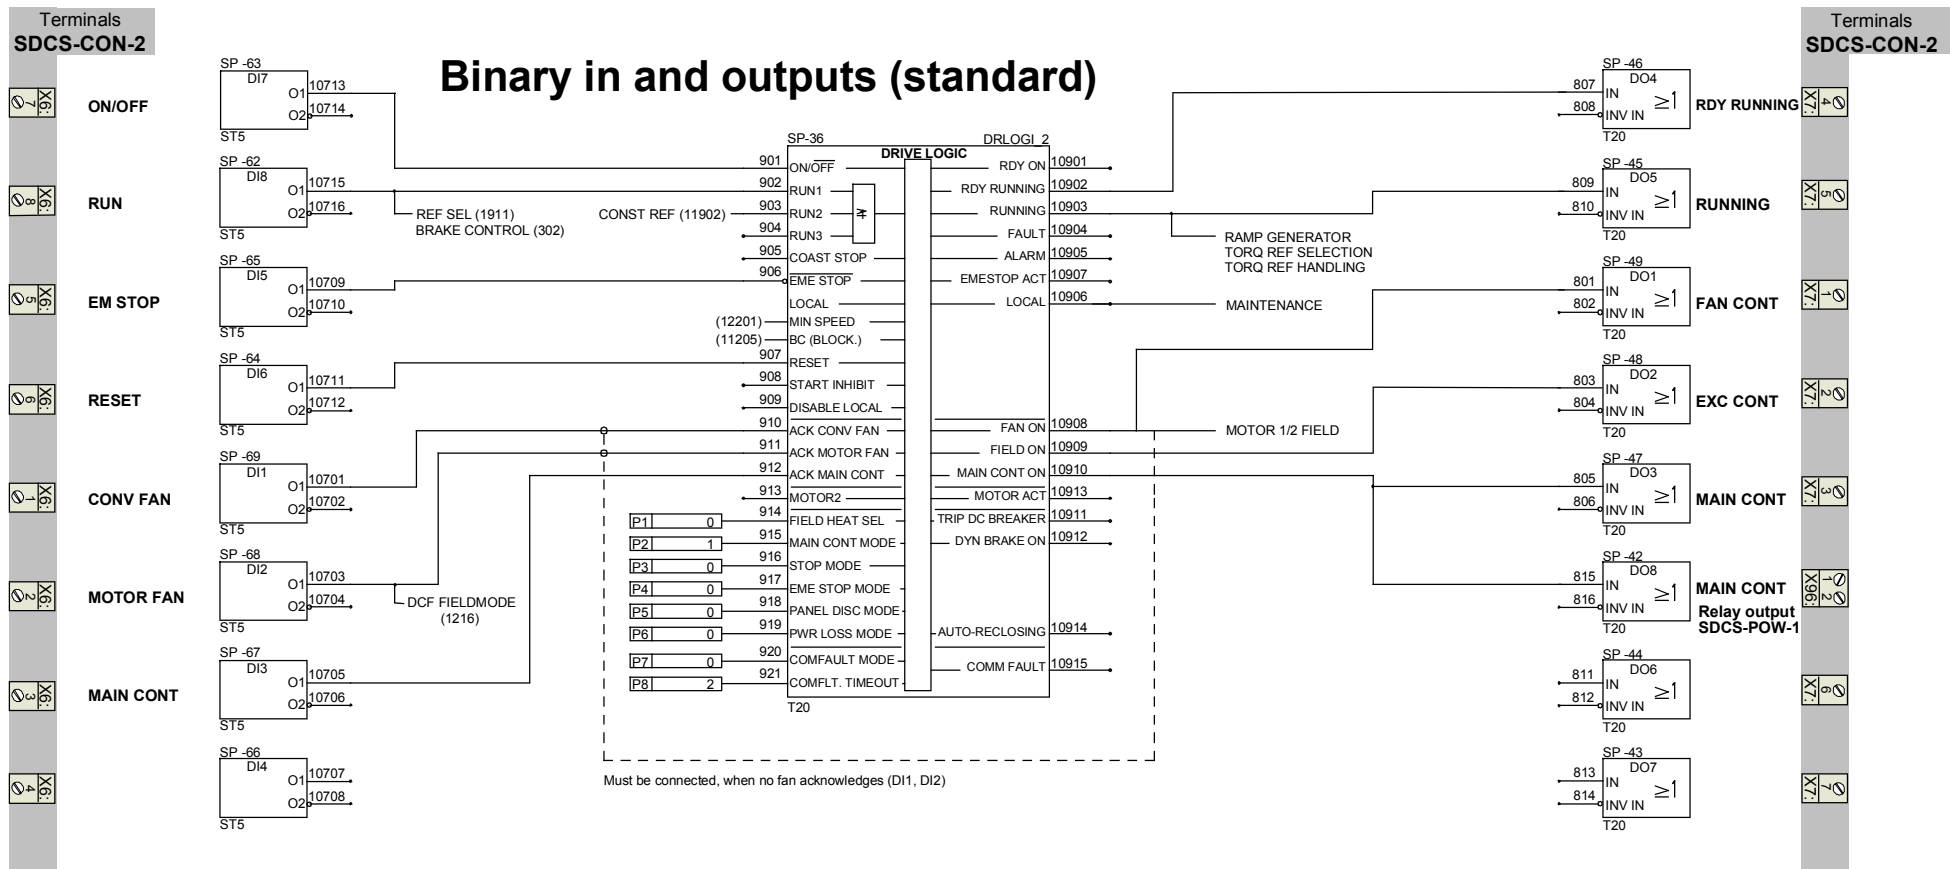 Terminals
SDCS-CON-2
Terminals
SDCS-CON-2
Binary in and outputs (standard)
X6:
7
ON/OFF
SP -63
DI7
O1
10713
O2
10714
ST5
X6:
8
RUN
SP -62
DI8
O1
10715
O2
10716
ST5
REF SEL (1911)
BRAKE CONTROL (302)
X6:
5
EM STOP
SP -65
DI5
O1
10709
O2
10710
ST5
X6:
6
RESET
SP -64
DI6
O1
10711
O2
10712
ST5
X6:
1
CONV FAN
SP -69
DI1
O1
10701
O2
10702
ST5
X6:
2
MOTOR FAN
SP -68
DI2
O1
10703
O2
10704
ST5
DCF FIELDMODE
(1216)
X6:
3
MAIN CONT
SP -67
DI3
O1
10705
O2
10706
ST5
X6:
4
SP -66
DI4
O1
10707
O2
10708
ST5
SP-36
DRLOGI_2
DRIVE LOGIC
901
ON/OFF
902
RUN1
CONST REF (11902)
903
RUN2
904
RUN3
≥1
905
COAST STOP
906
EME STOP
LOCAL
(12201)
MIN SPEED
(11205)
BC (BLOCK.)
907
RESET
908
START INHIBIT
909
DISABLE LOCAL
910
ACK CONV FAN
911
ACK MOTOR FAN
912
ACK MAIN CONT
913
MOTOR2
P1 0
914
FIELD HEAT SEL
P2 1
915
MAIN CONT MODE
P3 0
916
STOP MODE
P4 0
917
EME STOP MODE
P5 0
918
PANEL DISC MODE
P6 0
919
PWR LOSS MODE
P7 0
920
COMFAULT MODE
P8 2
921
COMFLT. TIMEOUT
T20
RDY ON
10901
RDY RUNNING
10902
RUNNING
10903
FAULT
10904
ALARM
10905
EMESTOP ACT
10907
LOCAL
10906
FAN ON
10908
FIELD ON
10909
MAIN CONT ON
10910
MOTOR ACT
10913
TRIP DC BREAKER
10911
DYN BRAKE ON
10912
AUTO-RECLOSING
10914
COMM FAULT
10915
RAMP GENERATOR
TORQ REF SELECTION
TORQ REF HANDLING
MAINTENANCE
MOTOR 1/2 FIELD
Must be connected, when no fan acknowledges (DI1, DI2)
SP -46
DO4
807
IN
808
INV IN
≥1
T20
RDY RUNNING
X7:
4
SP -45
DO5
809
IN
810
INV IN
≥1
T20
RUNNING
X7:
5
SP -49
DO1
801
IN
802
INV IN
≥1
T20
FAN CONT
X7:
1
SP -48
DO2
803
IN
804
INV IN
≥1
T20
EXC CONT
X7:
2
SP -47
DO3
805
IN
806
INV IN
≥1
T20
MAIN CONT
X7:
3
SP -42
DO8
815
IN
816
INV IN
≥1
T20
MAIN CONT
Relay output
SDCS-POW-1
X96:
1
2
SP -44
DO6
811
IN
812
INV IN
≥1
T20
X7:
6
SP -43
DO7
813
IN
814
INV IN
≥1
T20
X7:
7